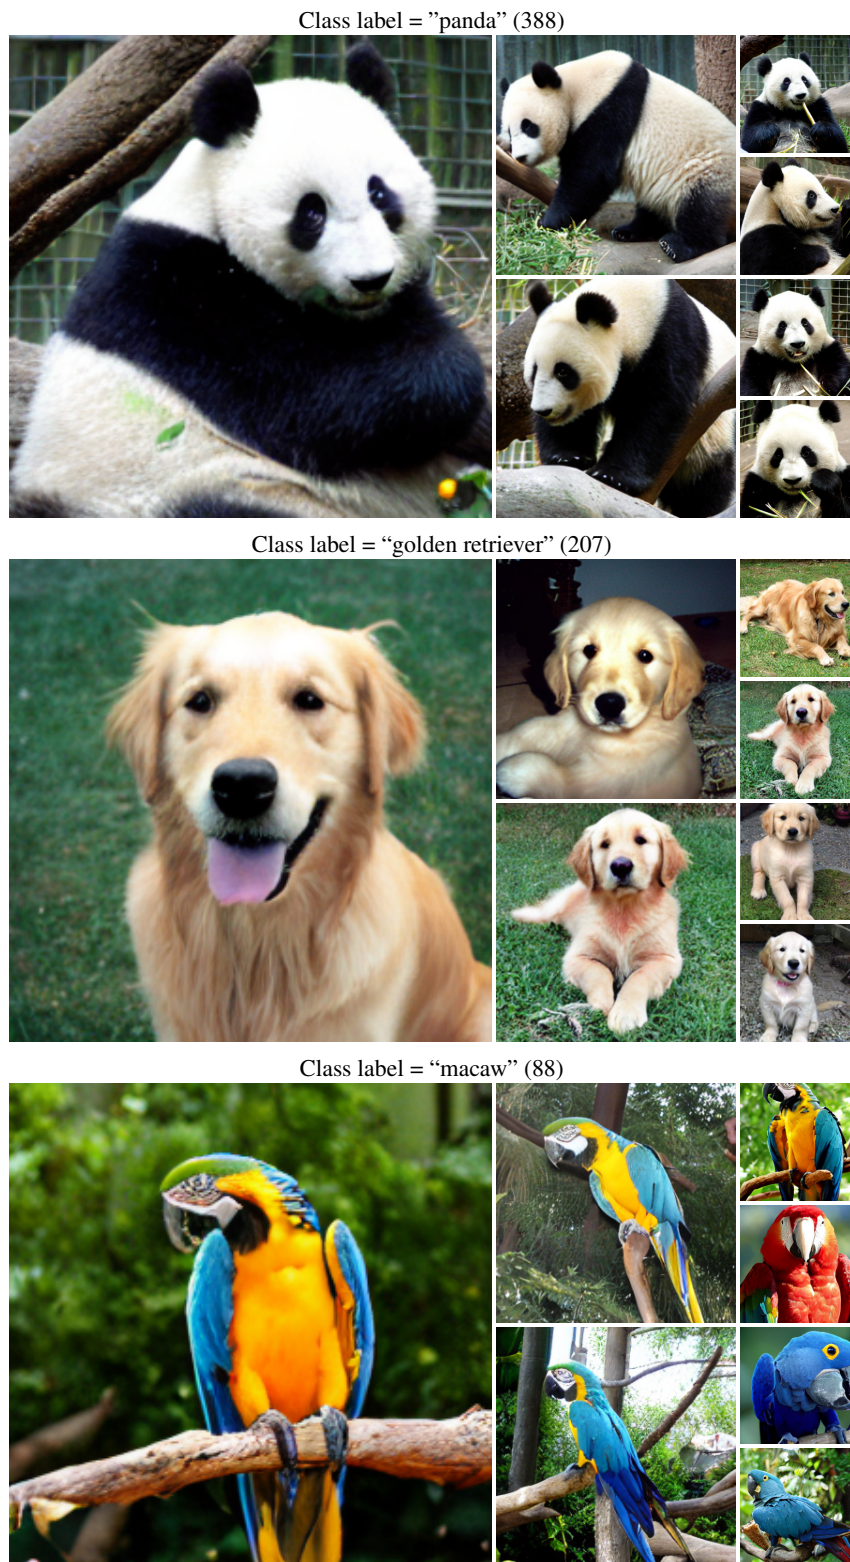 Class label = ”panda” (388)
Class label = “golden retriever” (207)
Class label = “macaw” (88)